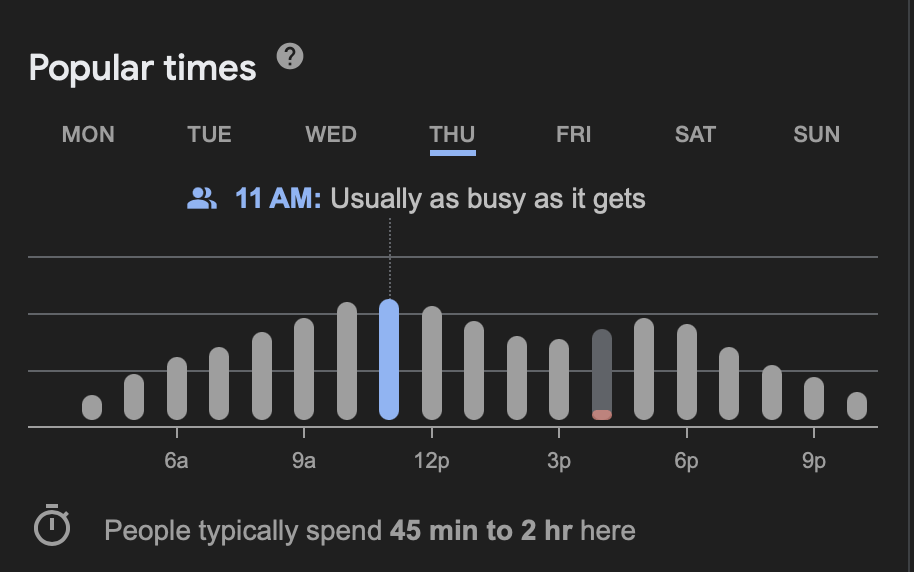 Popular times ?
MON TUE WED THU FRI SAT SUN
11 AM: Usually as busy as it gets
6a 9a 12p 3p 6p 9p
People typically spend 45 min to 2 hr here